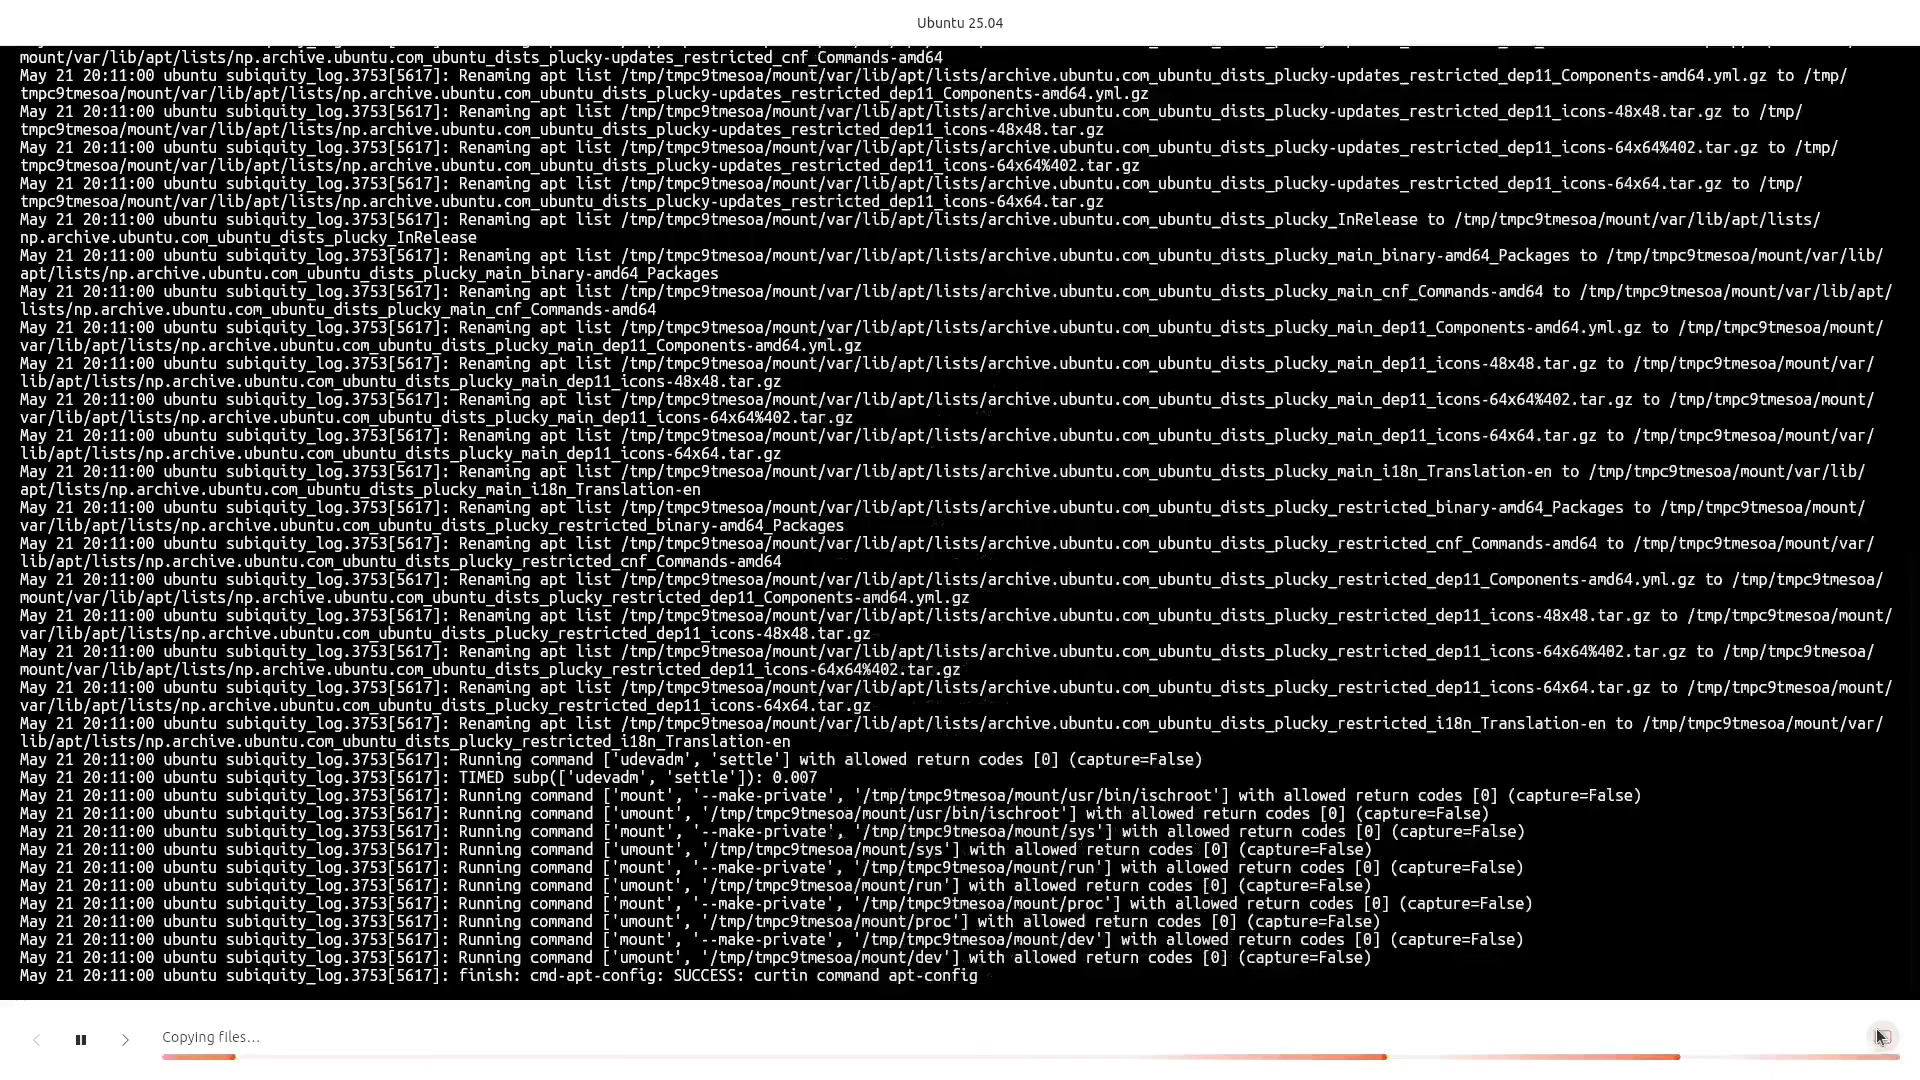 Ubuntu 25.04
mount/var/lib/apt/lists/np.archive.ubuntu.com_ubuntu_dists_plucky-updates_restricted_cnf_Commands-amd64
May 21 20:11:00 ubuntu subiquity_log.3753[5617]: Renaming apt list /tmp/tmpc9tmesoa/mount/var/lib/apt/lists/archive.ubuntu.com_ubuntu_dists_plucky-updates_restricted_dep11_Components-amd64.yml.gz to /tmp/
tmpc9tmesoa/mount/var/lib/apt/lists/np.archive.ubuntu.com_ubuntu_dists_plucky-updates_restricted_dep11_Components-amd64.yml.gz
May 21 20:11:00 ubuntu subiquity_log.3753[5617]: Renaming apt list /tmp/tmpc9tmesoa/mount/var/lib/apt/lists/archive.ubuntu.com_ubuntu_dists_plucky-updates_restricted_dep11_icons-48x48.tar.gz to /tmp/
tmpc9tmesoa/mount/var/lib/apt/lists/np.archive.ubuntu.com_ubuntu_dists_plucky-updates_restricted_dep11_icons-48x48.tar.gz
May 21 20:11:00 ubuntu subiquity_log.3753[5617]: Renaming apt list /tmp/tmpc9tmesoa/mount/var/lib/apt/lists/archive.ubuntu.com_ubuntu_dists_plucky-updates_restricted_dep11_icons-64x64%402.tar.gz to /tmp/
tmpc9tmesoa/mount/var/lib/apt/lists/np.archive.ubuntu.com_ubuntu_dists_plucky-updates_restricted_dep11_icons-64x64%402.tar.gz
May 21 20:11:00 ubuntu subiquity_log.3753[5617]: Renaming apt list /tmp/tmpc9tmesoa/mount/var/lib/apt/lists/archive.ubuntu.com_ubuntu_dists_plucky-updates_restricted_dep11_icons-64x64.tar.gz to /tmp/
tmpc9tmesoa/mount/var/lib/apt/lists/np.archive.ubuntu.com_ubuntu_dists_plucky-updates_restricted_dep11_icons-64x64.tar.gz
May 21 20:11:00 ubuntu subiquity_log.3753[5617]: Renaming apt list /tmp/tmpc9tmesoa/mount/var/lib/apt/lists/archive.ubuntu.com_ubuntu_dists_plucky_InRelease to /tmp/tmpc9tmesoa/mount/var/lib/apt/lists/
np.archive.ubuntu.com_ubuntu_dists_plucky_InRelease
May 21 20:11:00 ubuntu subiquity_log.3753[5617]: Renaming apt list /tmp/tmpc9tmesoa/mount/var/lib/apt/lists/archive.ubuntu.com_ubuntu_dists_plucky_main_binary-amd64_Packages to /tmp/tmpc9tmesoa/mount/var/lib/
apt/lists/np.archive.ubuntu.com_ubuntu_dists_plucky_main_binary-amd64_Packages
May 21 20:11:00 ubuntu subiquity_log.3753[5617]: Renaming apt list /tmp/tmpc9tmesoa/mount/var/lib/apt/lists/archive.ubuntu.com_ubuntu_dists_plucky_main_cnf_Commands-amd64 to /tmp/tmpc9tmesoa/mount/var/lib/apt/
lists/np.archive.ubuntu.com_ubuntu_dists_plucky_main_cnf_Commands-amd64
May 21 20:11:00 ubuntu subiquity_log.3753[5617]: Renaming apt list /tmp/tmpc9tmesoa/mount/var/lib/apt/lists/archive.ubuntu.com_ubuntu_dists_plucky_main_dep11_Components-amd64.yml.gz to /tmp/tmpc9tmesoa/mount/
var/lib/apt/lists/np.archive.ubuntu.com_ubuntu_dists_plucky_main_dep11_Components-amd64.yml.gz
May 21 20:11:00 ubuntu subiquity_log.3753[5617]: Renaming apt list /tmp/tmpc9tmesoa/mount/var/lib/apt/lists/archive.ubuntu.com_ubuntu_dists_plucky_main_dep11_icons-48x48.tar.gz to /tmp/tmpc9tmesoa/mount/var/
lib/apt/lists/np.archive.ubuntu.com_ubuntu_dists_plucky_main_dep11_icons-48x48.tar.gz
May 21 20:11:00 ubuntu subiquity_log.3753[5617]: Renaming apt list /tmp/tmpc9tmesoa/mount/var/lib/apt/lists/archive.ubuntu.com_ubuntu_dists_plucky_main_dep11_icons-64x64%402.tar.gz to /tmp/tmpc9tmesoa/mount/
var/lib/apt/lists/np.archive.ubuntu.com_ubuntu_dists_plucky_main_dep11_icons-64x64%402.tar.gz
May 21 20:11:00 ubuntu subiquity_log.3753[5617]: Renaming apt list /tmp/tmpc9tmesoa/mount/var/lib/apt/lists/archive.ubuntu.com_ubuntu_dists_plucky_main_dep11_icons-64x64.tar.gz to /tmp/tmpc9tmesoa/mount/var/
lib/apt/lists/np.archive.ubuntu.com_ubuntu_dists_plucky_main_dep11_icons-64x64.tar.gz
May 21 20:11:00 ubuntu subiquity_log.3753[5617]: Renaming apt list /tmp/tmpc9tmesoa/mount/var/lib/apt/lists/archive.ubuntu.com_ubuntu_dists_plucky_main_i18n_Translation-en to /tmp/tmpc9tmesoa/mount/var/lib/
apt/lists/np.archive.ubuntu.com_ubuntu_dists_plucky_main_i18n_Translation-en
May 21 20:11:00 ubuntu subiquity_log.3753[5617]: Renaming apt list /tmp/tmpc9tmesoa/mount/var/lib/apt/lists/archive.ubuntu.com_ubuntu_dists_plucky_restricted_binary-amd64_Packages to /tmp/tmpc9tmesoa/mount/
var/lib/apt/lists/np.archive.ubuntu.com_ubuntu_dists_plucky_restricted_binary-amd64_Packages
May 21 20:11:00 ubuntu subiquity_log.3753[5617]: Renaming apt list /tmp/tmpc9tmesoa/mount/var/lib/apt/lists/archive.ubuntu.com_ubuntu_dists_plucky_restricted_cnf_Commands-amd64 to /tmp/tmpc9tmesoa/mount/var/
lib/apt/lists/np.archive.ubuntu.com_ubuntu_dists_plucky_restricted_cnf_Commands-amd64
May 21 20:11:00 ubuntu subiquity_log.3753[5617]: Renaming apt list /tmp/tmpc9tmesoa/mount/var/lib/apt/lists/archive.ubuntu.com_ubuntu_dists_plucky_restricted_dep11_Components-amd64.yml.gz to /tmp/tmpc9tmesoa/
mount/var/lib/apt/lists/np.archive.ubuntu.com_ubuntu_dists_plucky_restricted_dep11_Components-amd64.yml.gz
May 21 20:11:00 ubuntu subiquity_log.3753[5617]: Renaming apt list /tmp/tmpc9tmesoa/mount/var/lib/apt/lists/archive.ubuntu.com_ubuntu_dists_plucky_restricted_dep11_icons-48x48.tar.gz to /tmp/tmpc9tmesoa/mount/
var/lib/apt/lists/np.archive.ubuntu.com_ubuntu_dists_plucky_restricted_dep11_icons-48x48.tar.gz
May 21 20:11:00 ubuntu subiquity_log.3753[5617]: Renaming apt list /tmp/tmpc9tmesoa/mount/var/lib/apt/lists/archive.ubuntu.com_ubuntu_dists_plucky_restricted_dep11_icons-64x64%402.tar.gz to /tmp/tmpc9tmesoa/
mount/var/lib/apt/lists/np.archive.ubuntu.com_ubuntu_dists_plucky_restricted_dep11_icons-64x64%402.tar.gz
May 21 20:11:00 ubuntu subiquity_log.3753[5617]: Renaming apt list /tmp/tmpc9tmesoa/mount/var/lib/apt/lists/archive.ubuntu.com_ubuntu_dists_plucky_restricted_dep11_icons-64x64.tar.gz to /tmp/tmpc9tmesoa/mount/
var/lib/apt/lists/np.archive.ubuntu.com_ubuntu_dists_plucky_restricted_dep11_icons-64x64.tar.gz
May 21 20:11:00 ubuntu subiquity_log.3753[5617]: Renaming apt list /tmp/tmpc9tmesoa/mount/var/lib/apt/lists/archive.ubuntu.com_ubuntu_dists_plucky_restricted_i18n_Translation-en to /tmp/tmpc9tmesoa/mount/var/
lib/apt/lists/np.archive.ubuntu.com_ubuntu_dists_plucky_restricted_i18n_Translation-en
May 21 20:11:00 ubuntu subiquity_log.3753[5617]: Running command ['udevadm', 'settle'] with allowed return codes [0] (capture=False)
May 21 20:11:00 ubuntu subiquity_log.3753[5617]: TIMED subp(['udevadm', 'settle']): 0.007
May 21 20:11:00 ubuntu subiquity_log.3753[5617]: Running command ['mount', '--make-private', '/tmp/tmpc9tmesoa/mount/usr/bin/ischroot'] with allowed return codes [0] (capture=False)
May 21 20:11:00 ubuntu subiquity_log.3753[5617]: Running command ['umount', '/tmp/tmpc9tmesoa/mount/usr/bin/ischroot'] with allowed return codes [0] (capture=False)
May 21 20:11:00 ubuntu subiquity_log.3753[5617]: Running command ['mount', '--make-private', '/tmp/tmpc9tmesoa/mount/sys'] with allowed return codes [0] (capture=False)
May 21 20:11:00 ubuntu subiquity_log.3753[5617]: Running command ['umount', '/tmp/tmpc9tmesoa/mount/sys'] with allowed return codes [0] (capture=False)
May 21 20:11:00 ubuntu subiquity_log.3753[5617]: Running command ['mount', '--make-private', '/tmp/tmpc9tmesoa/mount/run'] with allowed return codes [0] (capture=False)
May 21 20:11:00 ubuntu subiquity_log.3753[5617]: Running command ['umount', '/tmp/tmpc9tmesoa/mount/run'] with allowed return codes [0] (capture=False)
May 21 20:11:00 ubuntu subiquity_log.3753[5617]: Running command ['mount', '--make-private', '/tmp/tmpc9tmesoa/mount/proc'] with allowed return codes [0] (capture=False)
May 21 20:11:00 ubuntu subiquity_log.3753[5617]: Running command ['umount', '/tmp/tmpc9tmesoa/mount/proc'] with allowed return codes [0] (capture=False)
May 21 20:11:00 ubuntu subiquity_log.3753[5617]: Running command ['mount', '--make-private', '/tmp/tmpc9tmesoa/mount/dev'] with allowed return codes [0] (capture=False)
May 21 20:11:00 ubuntu subiquity_log.3753[5617]: Running command ['umount', '/tmp/tmpc9tmesoa/mount/dev'] with allowed return codes [0] (capture=False)
May 21 20:11:00 ubuntu subiquity_log.3753[5617]: finish: cmd-apt-config: SUCCESS: curtin command apt-config
Copying files…